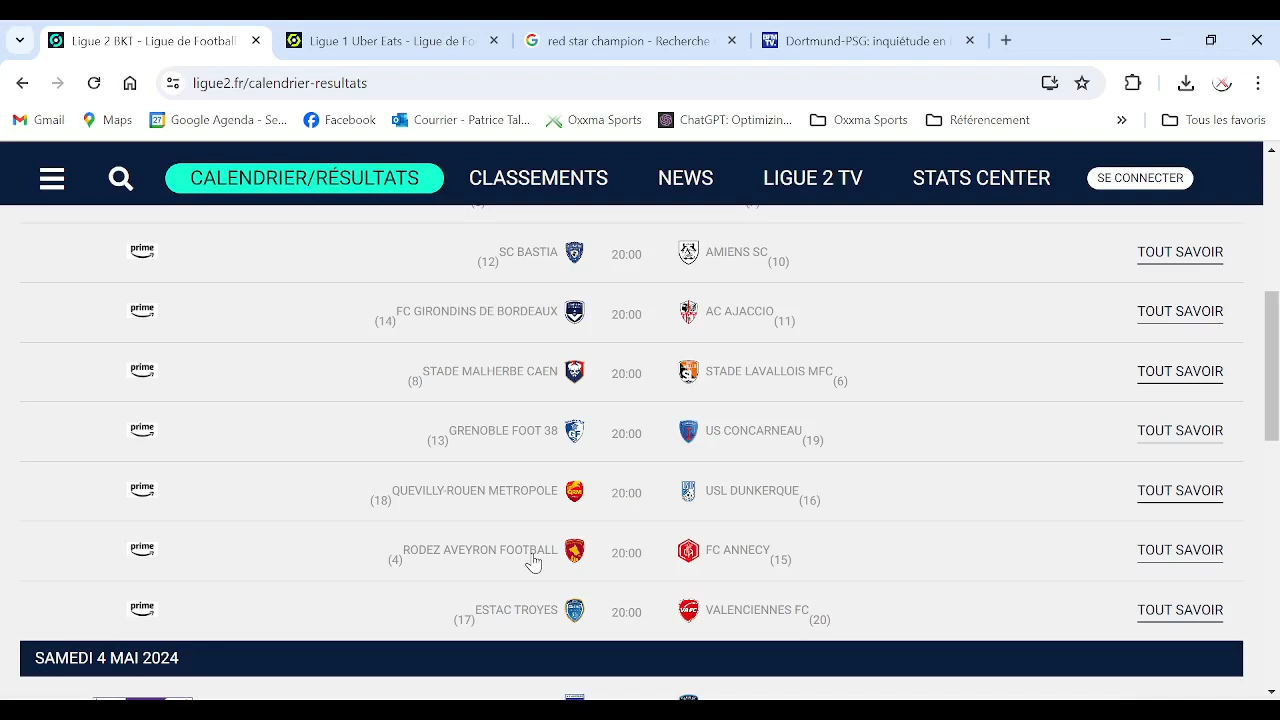 Ligue 2 BKT - Ligue de Football
Ligue 1 Uber Eats - Ligue de Fo
red star champion - Recherche
Dortmund-PSG: inquiétude en
ligue2.fr/calendrier-resultats
Gmail
Maps
Google Agenda - Se...
Facebook
Courrier - Patrice Tal...
Oxxma Sports
ChatGPT: Optimizin...
Oxxma Sports
Référencement
»
Tous les favoris
CALENDRIER/RÉSULTATS
CLASSEMENTS
NEWS
LIGUE 2 TV
STATS CENTER
SE CONNECTER
prime (12) SC BASTIA 20:00 AMIENS SC (10) TOUT SAVOIR
prime (14) FC GIRONDINS DE BORDEAUX 20:00 AC AJACCIO (11) TOUT SAVOIR
prime (8) STADE MALHERBE CAEN 20:00 STADE LAVALLOIS MFC (6) TOUT SAVOIR
prime (13) GRENOBLE FOOT 38 20:00 US CONCARNEAU (19) TOUT SAVOIR
prime (18) QUEVILLY-ROUEN METROPOLE 20:00 USL DUNKERQUE (16) TOUT SAVOIR
prime (4) RODEZ AVEYRON FOOTBALL 20:00 FC ANNECY (15) TOUT SAVOIR
prime (17) ESTAC TROYES 20:00 VALENCIENNES FC (20) TOUT SAVOIR
SAMEDI 4 MAI 2024